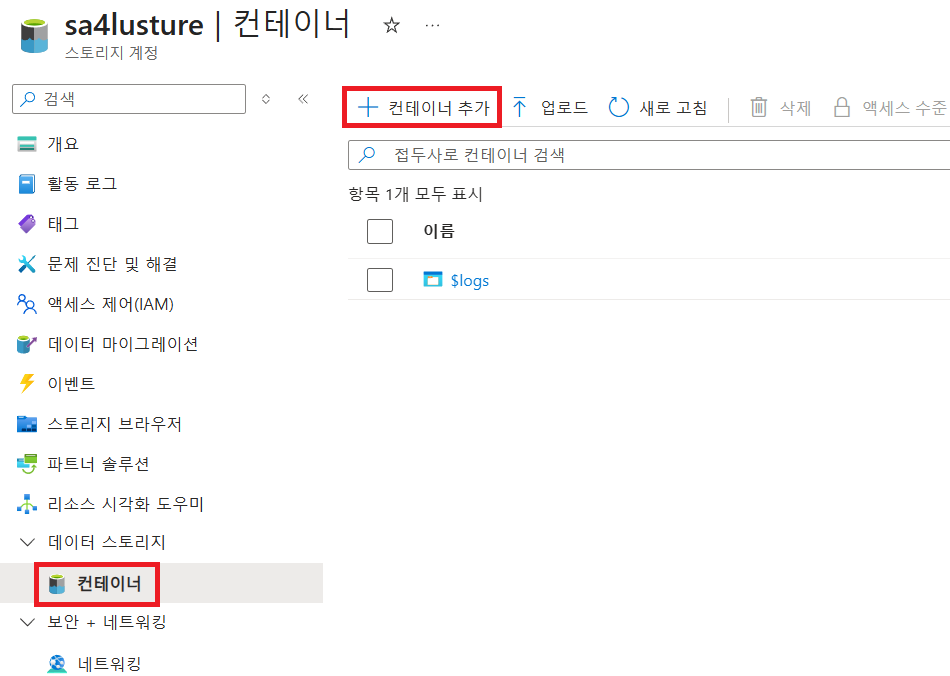 sa4lusture | 컨테이너 ☆ ···
스토리지 계정
검색
+ 컨테이너 추가 업로드 새로 고침 삭제 액세스 수준
접두사로 컨테이너 검색
항목 1개 모두 표시
이름
$logs
개요
활동 로그
태그
문제 진단 및 해결
액세스 제어(IAM)
데이터 마이그레이션
이벤트
스토리지 브라우저
파트너 솔루션
리소스 시각화 도우미
데이터 스토리지
컨테이너
보안 + 네트워킹
네트워킹